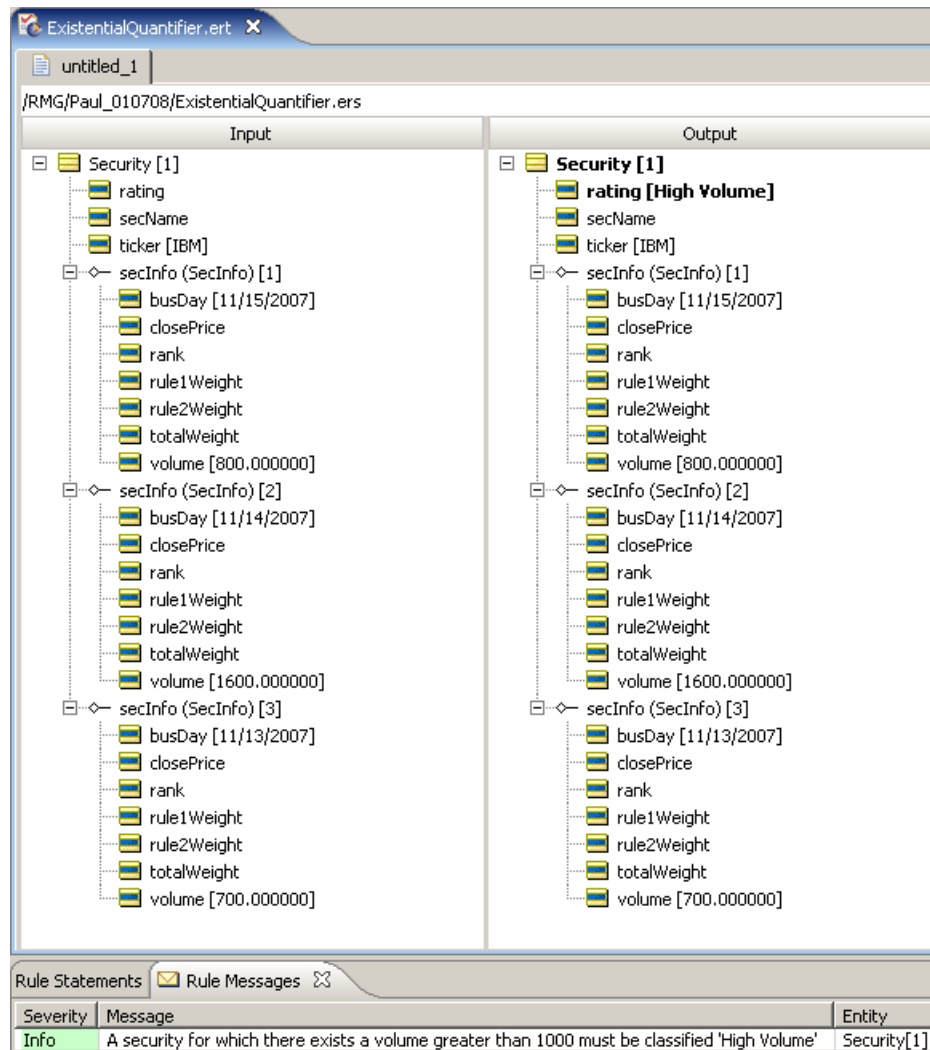 ExistentialQuantifier.ert
untitled_1
/RMG/Paul_010708/ExistentialQuantifier.ers
Input
Security [1]
rating
secName
ticker [IBM]
secInfo (SecInfo) [1]
busDay [11/15/2007]
closePrice
rank
rule1Weight
rule2Weight
totalWeight
volume [800.000000]
secInfo (SecInfo) [2]
busDay [11/14/2007]
closePrice
rank
rule1Weight
rule2Weight
totalWeight
volume [1600.000000]
secInfo (SecInfo) [3]
busDay [11/13/2007]
closePrice
rank
rule1Weight
rule2Weight
totalWeight
volume [700.000000]
Output
Security [1]
rating [High Volume]
secName
ticker [IBM]
secInfo (SecInfo) [1]
busDay [11/15/2007]
closePrice
rank
rule1Weight
rule2Weight
totalWeight
volume [800.000000]
secInfo (SecInfo) [2]
busDay [11/14/2007]
closePrice
rank
rule1Weight
rule2Weight
totalWeight
volume [1600.000000]
secInfo (SecInfo) [3]
busDay [11/13/2007]
closePrice
rank
rule1Weight
rule2Weight
totalWeight
volume [700.000000]
Rule Statements Rule Messages
Severity Message Entity
Info A security for which there exists a volume greater than 1000 must be classified 'High Volume' Security[1]